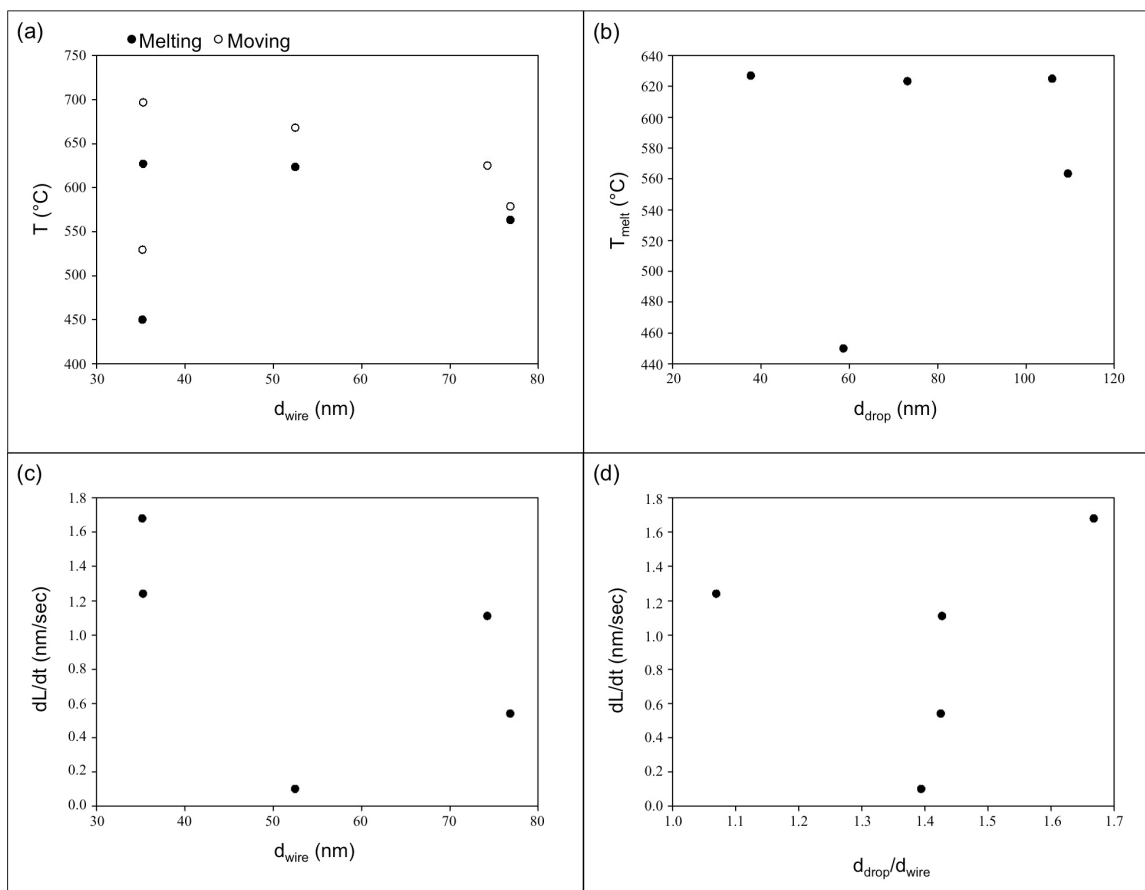 (a)
● Melting ○ Moving
750
700
650
600
550
500
450
400
T (°C)
30 40 50 60 70 80
d_wire (nm)
(b)
640
620
600
580
560
540
520
500
480
460
440
T_melt (°C)
20 40 60 80 100 120
d_drop (nm)
(c)
1.8
1.6
1.4
1.2
1.0
0.8
0.6
0.4
0.2
0.0
dL/dt (nm/sec)
30 40 50 60 70 80
d_wire (nm)
(d)
1.8
1.6
1.4
1.2
1.0
0.8
0.6
0.4
0.2
0.0
dL/dt (nm/sec)
1.0 1.1 1.2 1.3 1.4 1.5 1.6 1.7
d_drop/d_wire